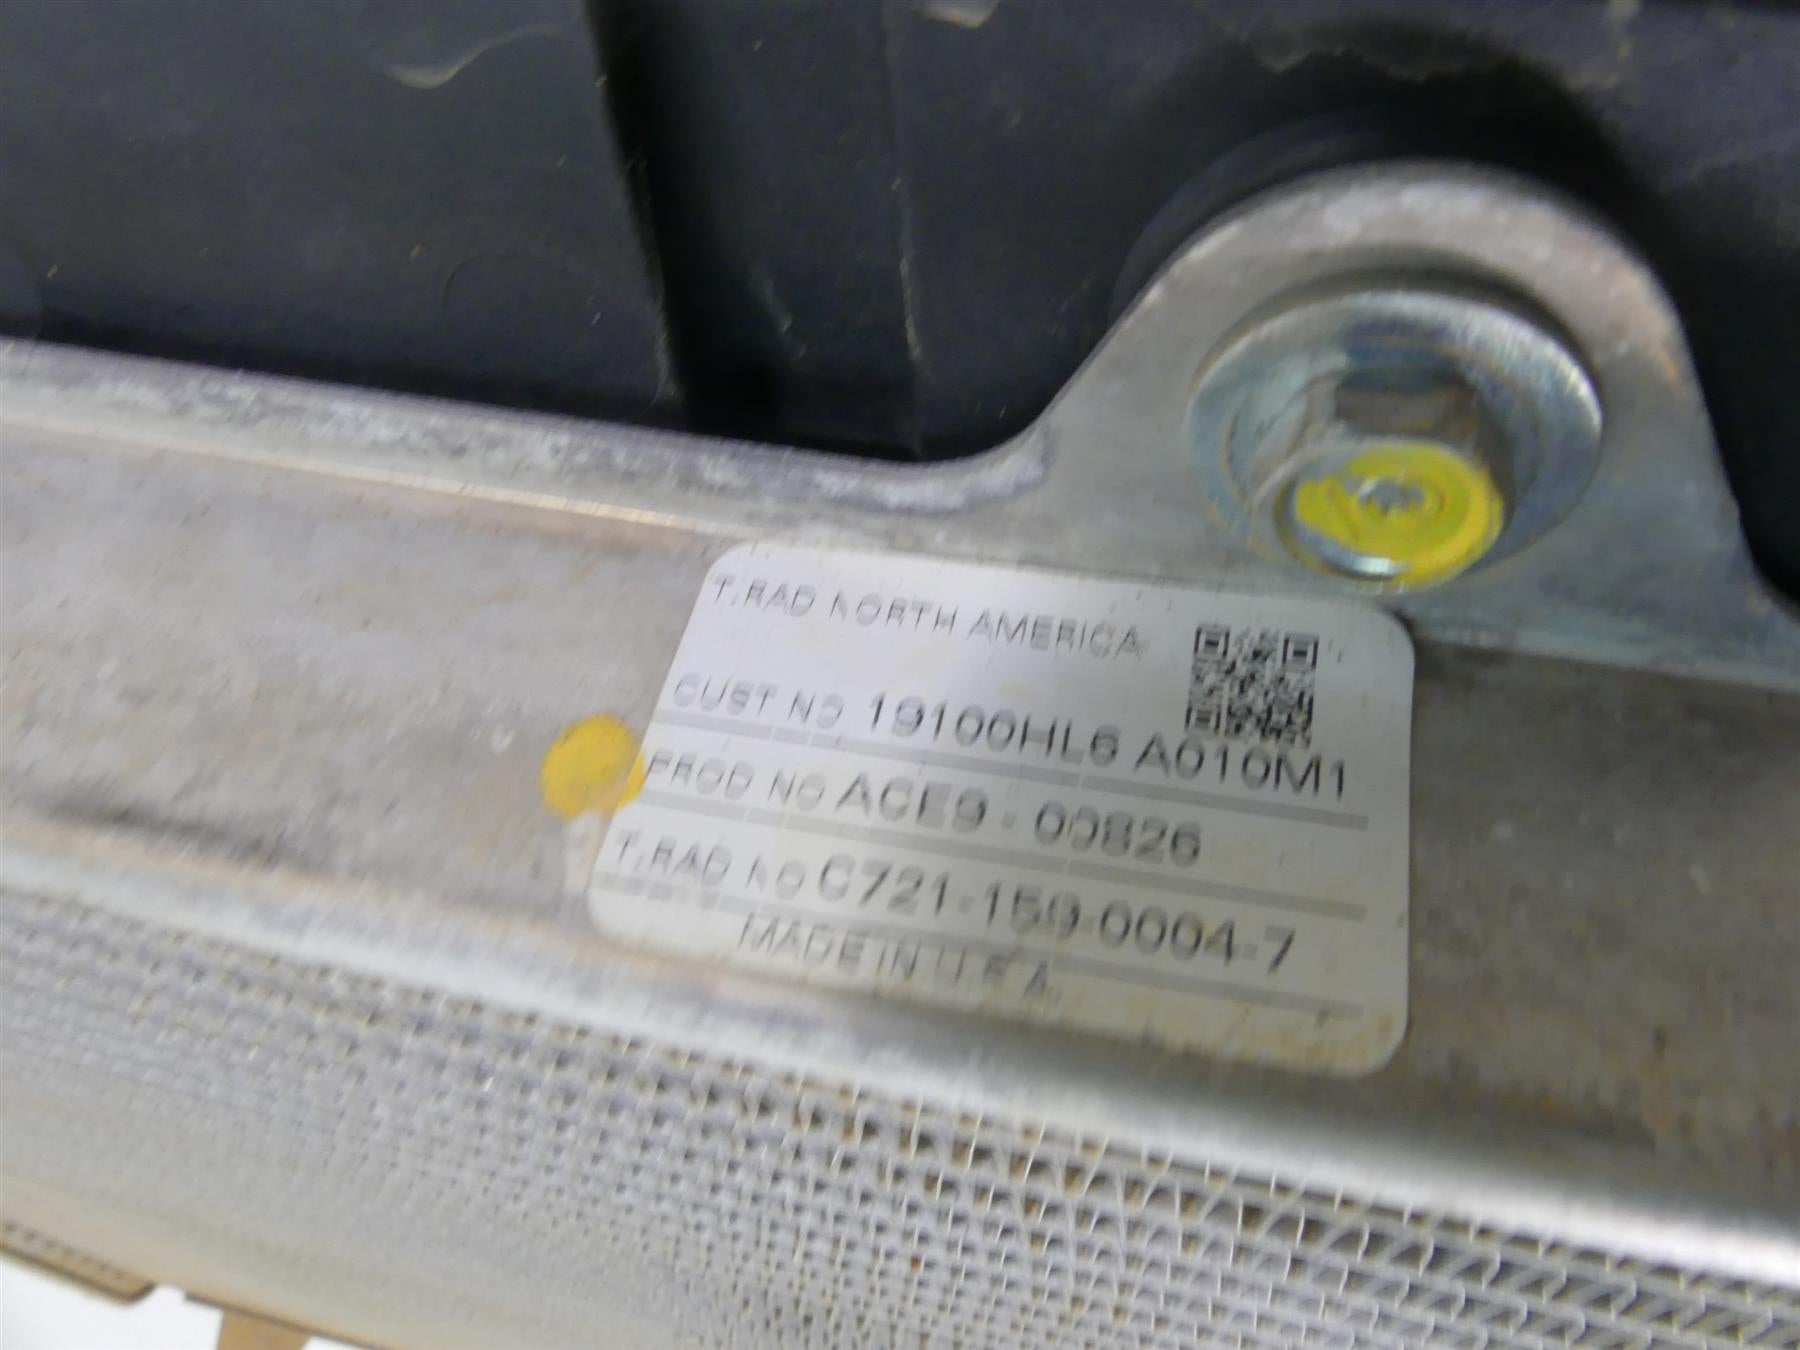 T.RAD NORTH AMERICA
CUST NO 19100HL6 A010M1
PROD NO ACE9-00826
T.RAD NO C721-159-0004-7
MADE IN U.S.A.